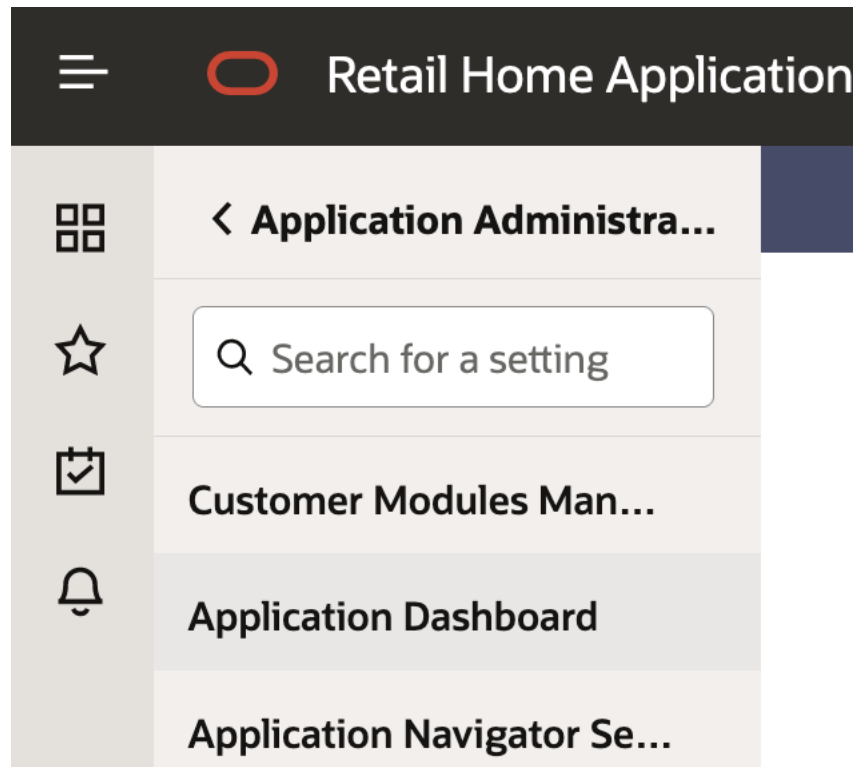 Retail Home Application
Application Administra...
Search for a setting
Customer Modules Man...
Application Dashboard
Application Navigator Se...